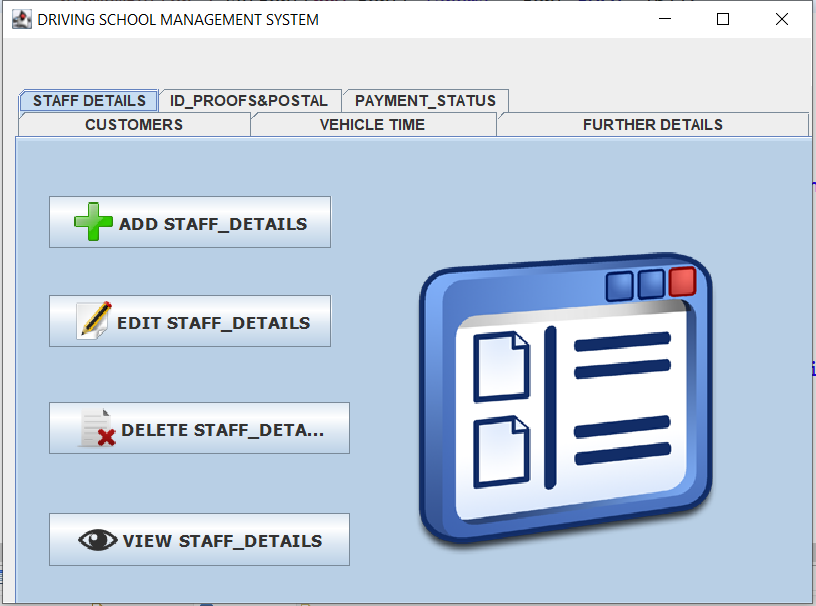 DRIVING SCHOOL MANAGEMENT SYSTEM
STAFF DETAILS ID_PROOFS&POSTAL PAYMENT_STATUS
CUSTOMERS VEHICLE TIME FURTHER DETAILS
ADD STAFF_DETAILS
EDIT STAFF_DETAILS
DELETE STAFF_DETA...
VIEW STAFF_DETAILS